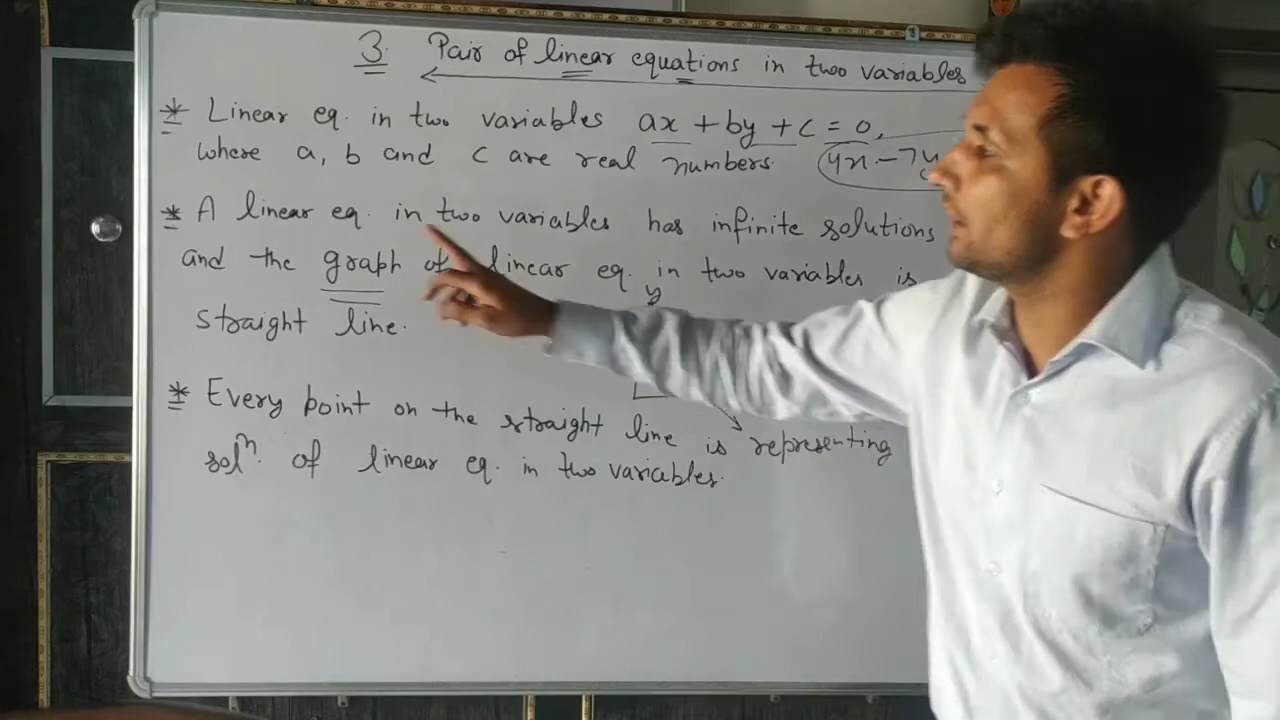 3. Pair of linear equations in two variables
* Linear eq. in two variables ax + by + c = 0,
where a, b and c are real numbers. 4x - 7y
* A linear eq. in two variables has infinite solutions
and the graph of linear eq. in two variables is
straight line.
y
* Every point on the straight line is representing
solⁿ. of linear eq. in two variables.